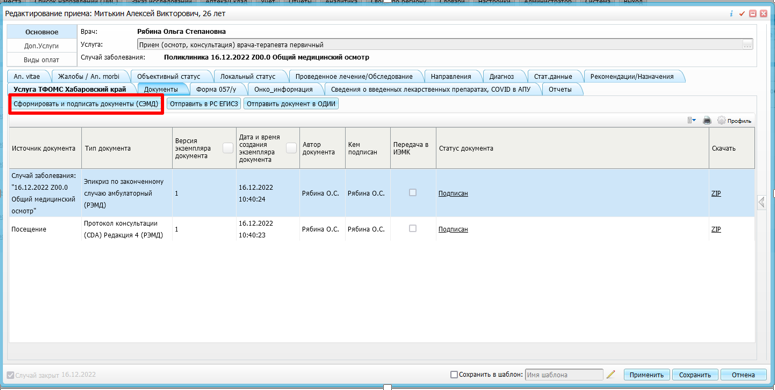 Редактирование приема: Митькин Алексей Викторович, 26 лет
Основное
Доп.Услуги
Виды оплат
Врач: Рябина Ольга Степановна
Услуга: Прием (осмотр, консультация) врача-терапевта первичный
Случай заболевания: Поликлиника 16.12.2022 Z00.0 Общий медицинский осмотр
An. vitae Жалобы / An. morbi Объективный статус Локальный статус Проведенное лечение/Обследование Направления Диагноз Стат.данные Рекомендации/Назначения
Услуга ТФОМС Хабаровский край Документы Форма 057/у Онко_информация Сведения о введенных лекарственных препаратах, COVID в АПУ Отчеты
Сформировать и подписать документы (СЭМД) Отправить в РС ЕГИСЗ Отправить документ в ОДИИ
Профиль
Источник документа
Тип документа
Версия
экземпляра
документа
Дата и время
создания
экземпляра
документа
Автор
документа
Кем
подписан
Передача в
ИЭМК
Статус документа
Скачать
Случай заболевания:
"16.12.2022 Z00.0
Общий медицинский
осмотр"
Эпикриз по законченному
случаю амбулаторный
(РЭМД)
1
16.12.2022
10:40:24
Рябина О.С.
Рябина О.С.
Подписан
ZIP
Посещение
Протокол консультации
(CDA) Редакция 4 (РЭМД)
1
16.12.2022
10:40:23
Рябина О.С.
Рябина О.С.
Подписан
ZIP
Случай закрыт 16.12.2022
Сохранить в шаблон: Имя шаблона
Применить Сохранить Отмена